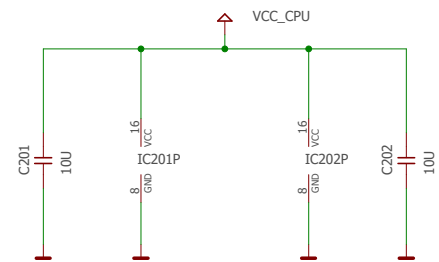 VCC_CPU
C201
10U
16
VCC
IC201P
8
GND
16
VCC
IC202P
8
GND
C202
10U